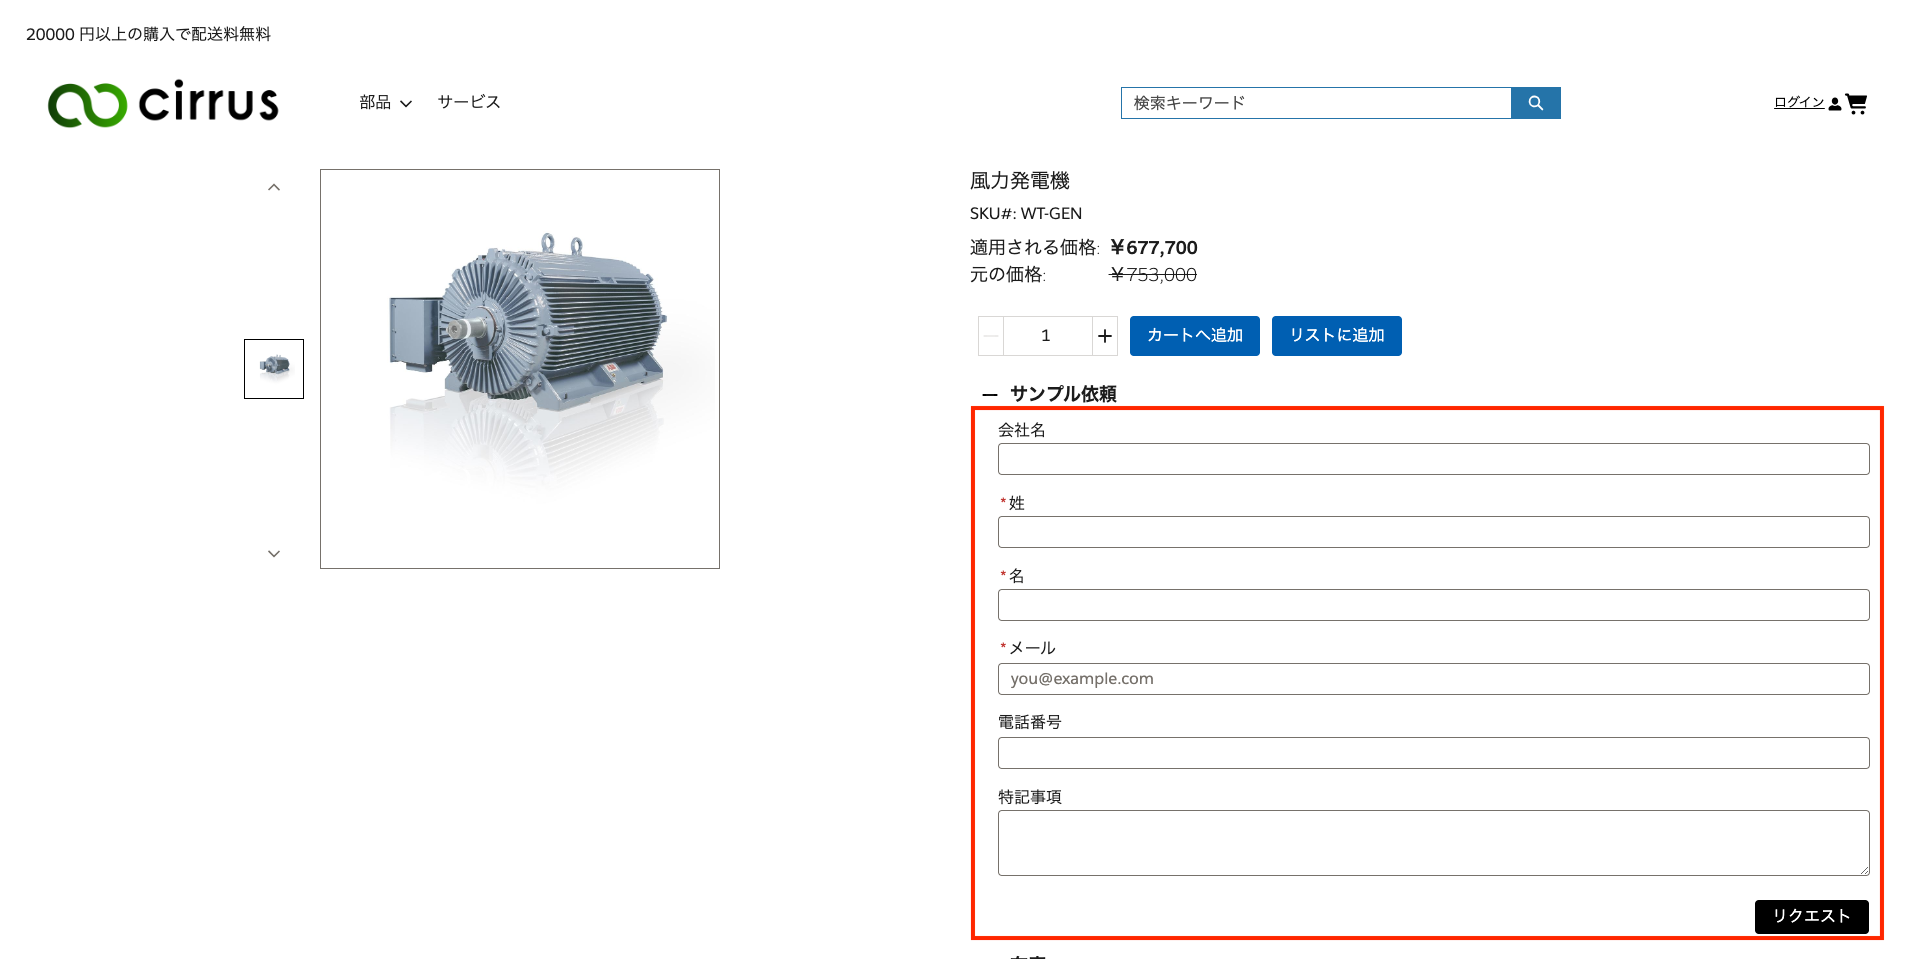 20000 円以上の購入で配送料無料
cirrus
部品
サービス
検索キーワード
ログイン
風力発電機
SKU#: WT-GEN
適用される価格: ¥677,700
元の価格: ¥753,000
1
カートへ追加
リストに追加
サンプル依頼
会社名
*姓
*名
*メール
you@example.com
電話番号
特記事項
リクエスト